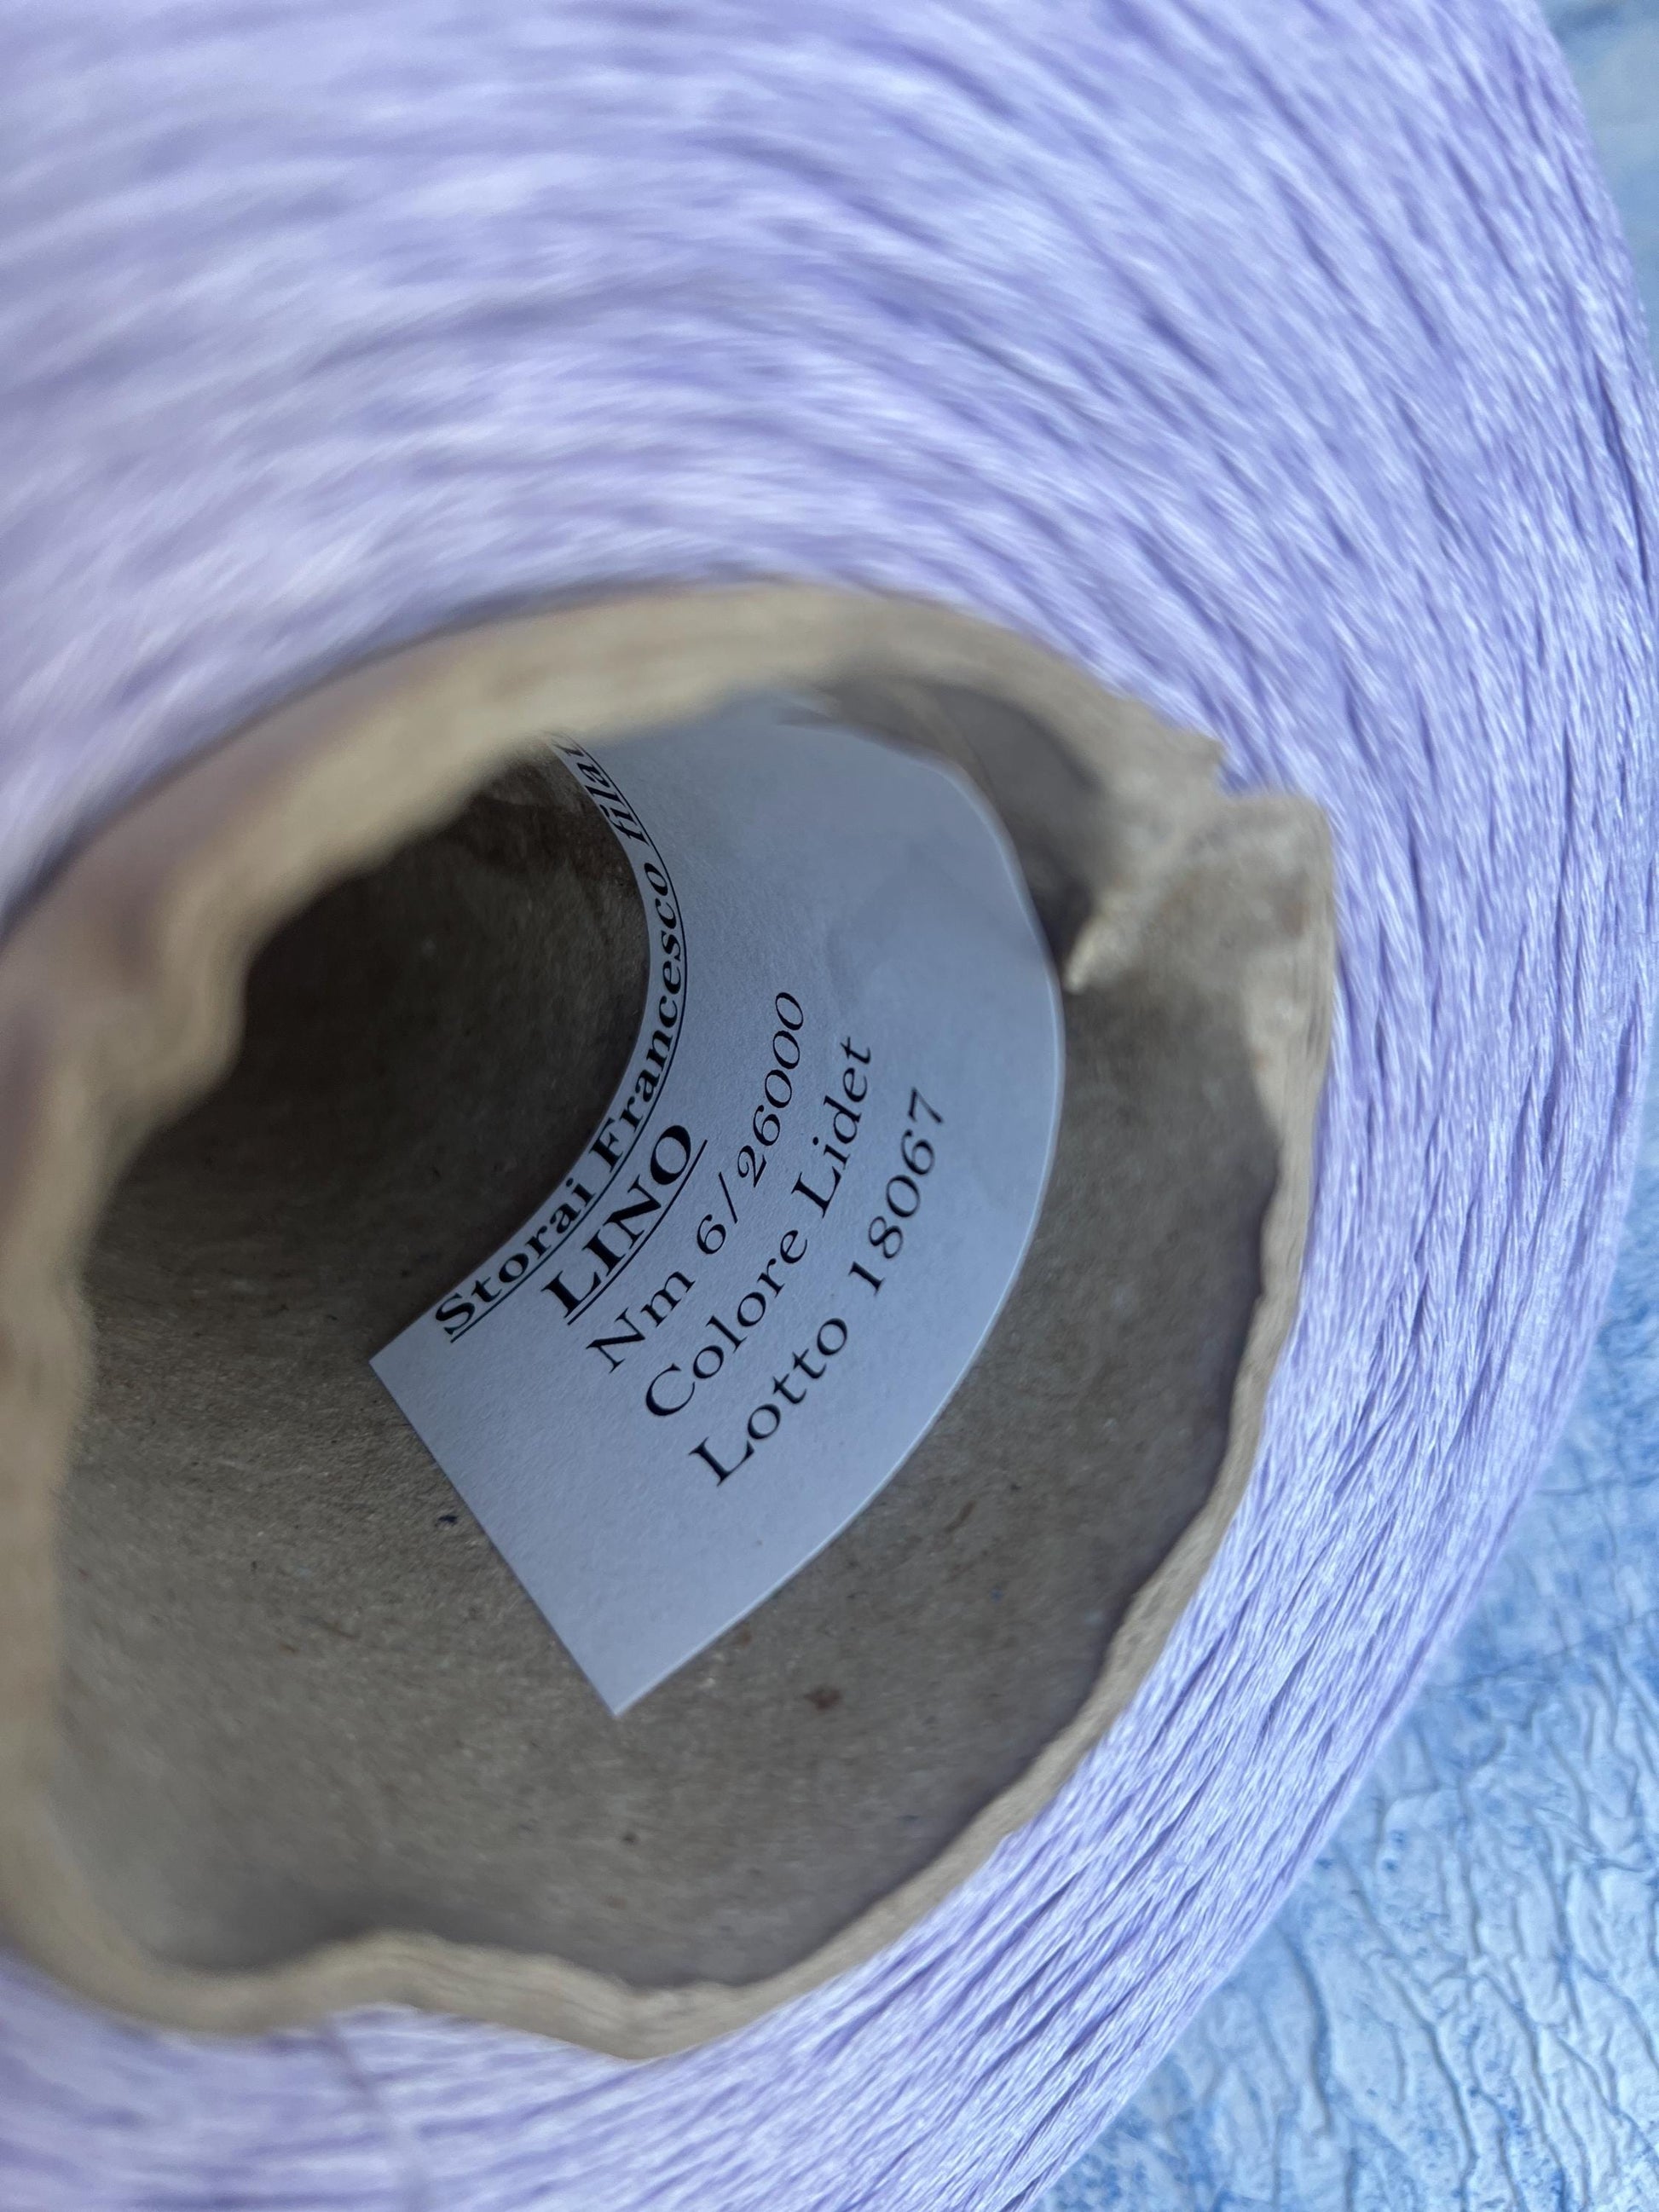 Storai Francesco
LINO
Nm 6/26000
Colore Lidet
Lotto 18067